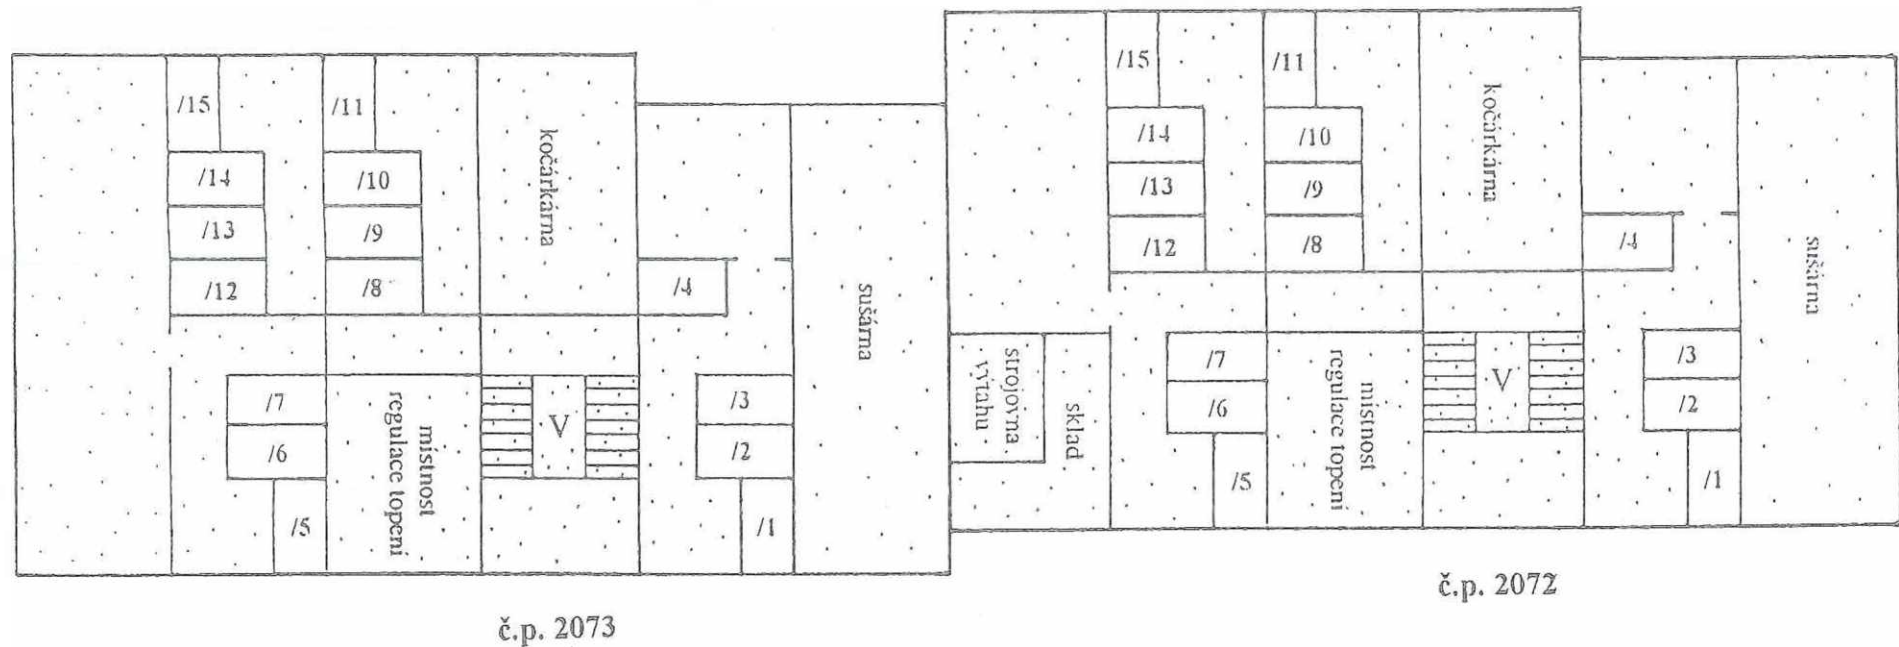 /15
/11
/14
/10
/13
/9
/12
/8
kočárkárna
/4
sušárna
/7
/6
/5
místnost
regulace topení
V
/3
/2
/1
č.p. 2073
/15
/11
/14
/10
/13
/9
/12
/8
kočárkárna
/4
sušárna
strojovna
výtahu
sklad
/7
/6
/5
místnost
regulace topení
V
/3
/2
/1
č.p. 2072